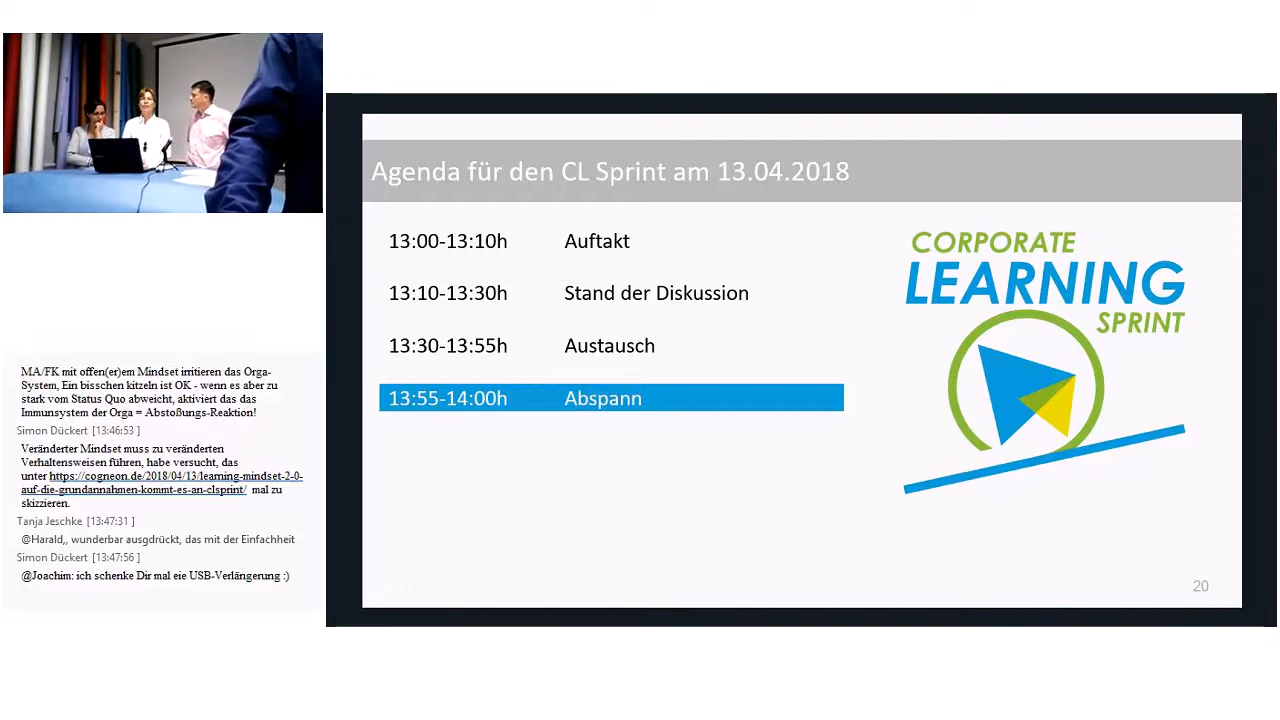 Agenda für den CL Sprint am 13.04.2018
13:00-13:10h Auftakt
13:10-13:30h Stand der Diskussion
13:30-13:55h Austausch
13:55-14:00h Abspann
CORPORATE
LEARNING
SPRINT
20
MA/FK mit offen(er)em Mindset irritieren das Orga-
System, Ein bisschen kitzeln ist OK - wenn es aber zu
stark vom Status Quo abweicht, aktiviert das das
Immunsystem der Orga = Abstoßungs-Reaktion!
Simon Dückert [13:46:53 ]
Veränderter Mindset muss zu veränderten
Verhaltensweisen führen, habe versucht, das
unter https://cogneon.de/2018/04/13/learning-mindset-2-0-
auf-die-grundannahmen-kommt-es-an-clsprint/ mal zu
skizzieren.
Tanja Jeschke [13:47:31 ]
@Harald,, wunderbar ausgdrückt, das mit der Einfachheit
Simon Dückert [13:47:56 ]
@Joachim: ich schenke Dir mal eie USB-Verlängerung :)